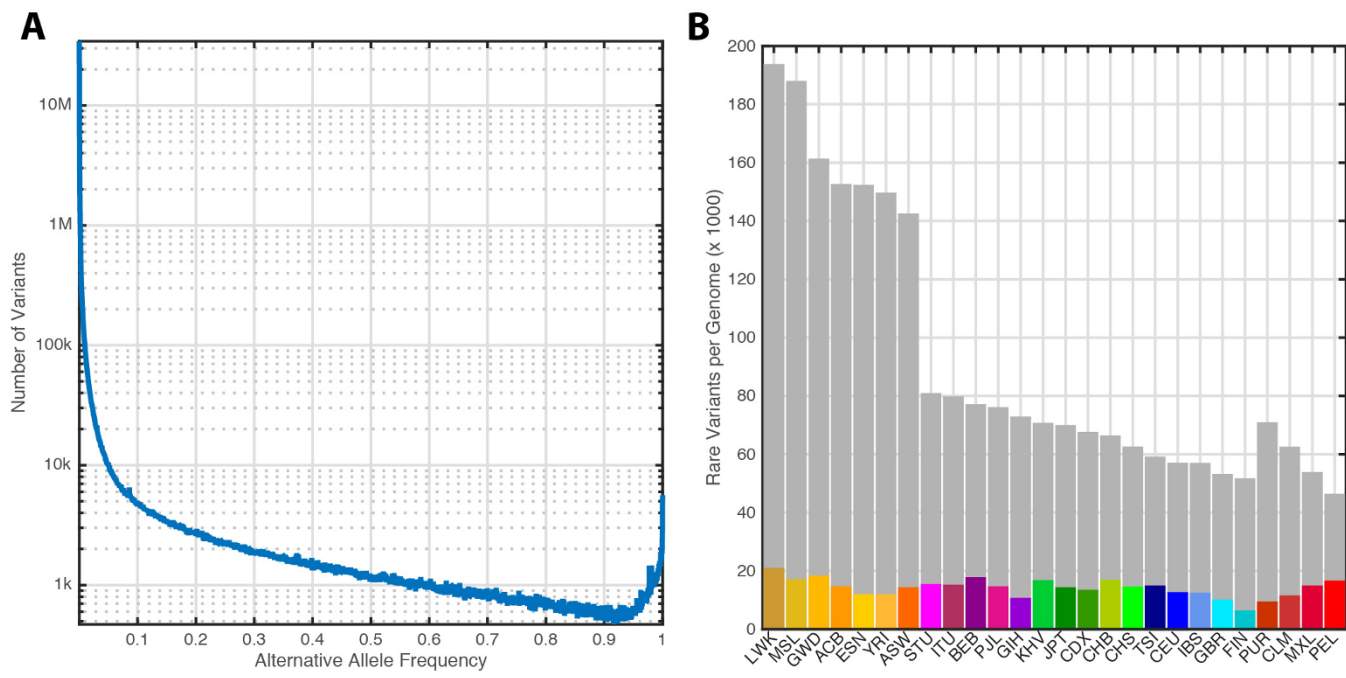 A
Number of Variants
10M
1M
100k
10k
1k
0.1 0.2 0.3 0.4 0.5 0.6 0.7 0.8 0.9 1
Alternative Allele Frequency
B
Rare Variants per Genome (x 1000)
200
180
160
140
120
100
80
60
40
20
0
LWK MSL GWD ACB ESN YRI ASW STU ITU BEB PJL GIH KHV JPT CDX CHB CHS TSI CEU IBS GBR FIN PUR CLM MXL PEL